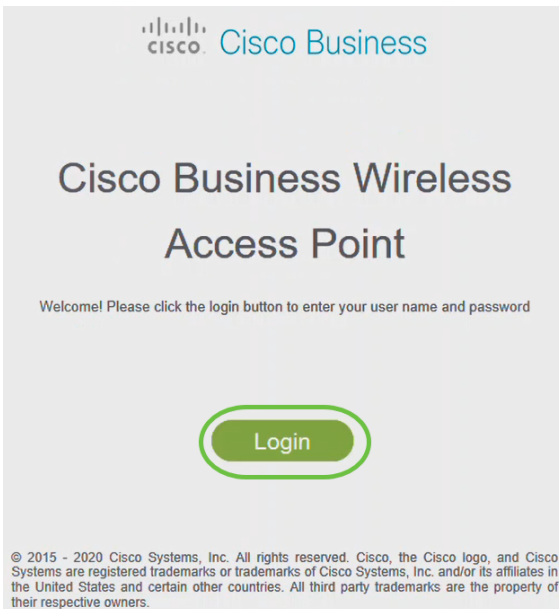 CISCO. Cisco Business
Cisco Business Wireless
Access Point
Welcome! Please click the login button to enter your user name and password
Login
© 2015 - 2020 Cisco Systems, Inc. All rights reserved. Cisco, the Cisco logo, and Cisco
Systems are registered trademarks or trademarks of Cisco Systems, Inc. and/or its affiliates in
the United States and certain other countries. All third party trademarks are the property of
their respective owners.